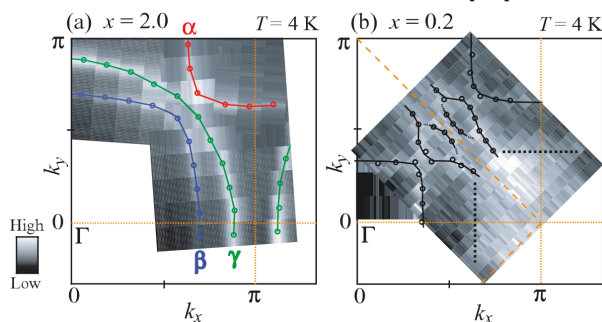 (a) x = 2.0 T = 4 K
(b) x = 0.2 T = 4 K
π
α
π
k_y
k_y
0
Γ
0
Γ
High
Low
β
γ
0
π
0
π
k_x
k_x